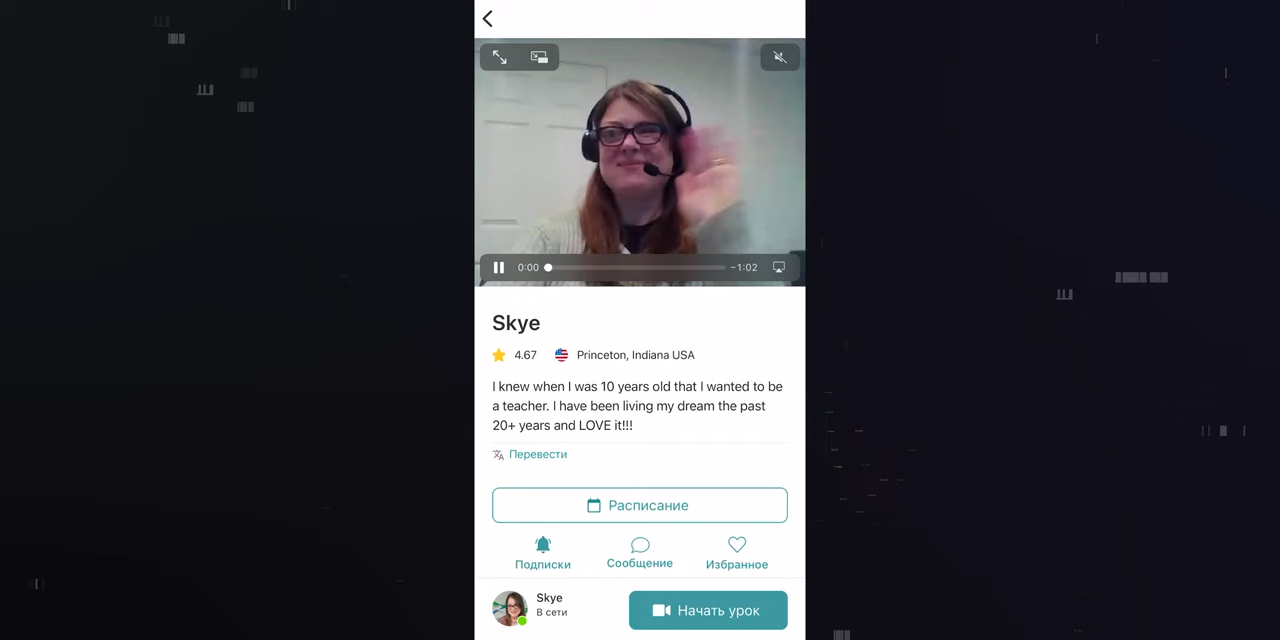 0:00
−1:02
Skye
4.67
Princeton, Indiana USA
I knew when I was 10 years old that I wanted to be
a teacher. I have been living my dream the past
20+ years and LOVE it!!!
Перевести
Расписание
Подписки
Сообщение
Избранное
Skye
В сети
Начать урок